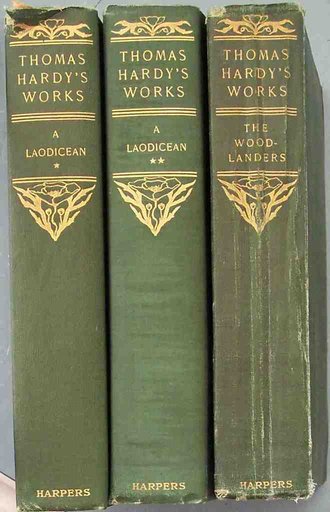 THOMAS
HARDY'S
WORKS
A
LAODICEAN
*
HARPERS
THOMAS
HARDY'S
WORKS
A
LAODICEAN
**
HARPERS
THOMAS
HARDY'S
WORKS
THE
WOOD-
LANDERS
HARPERS